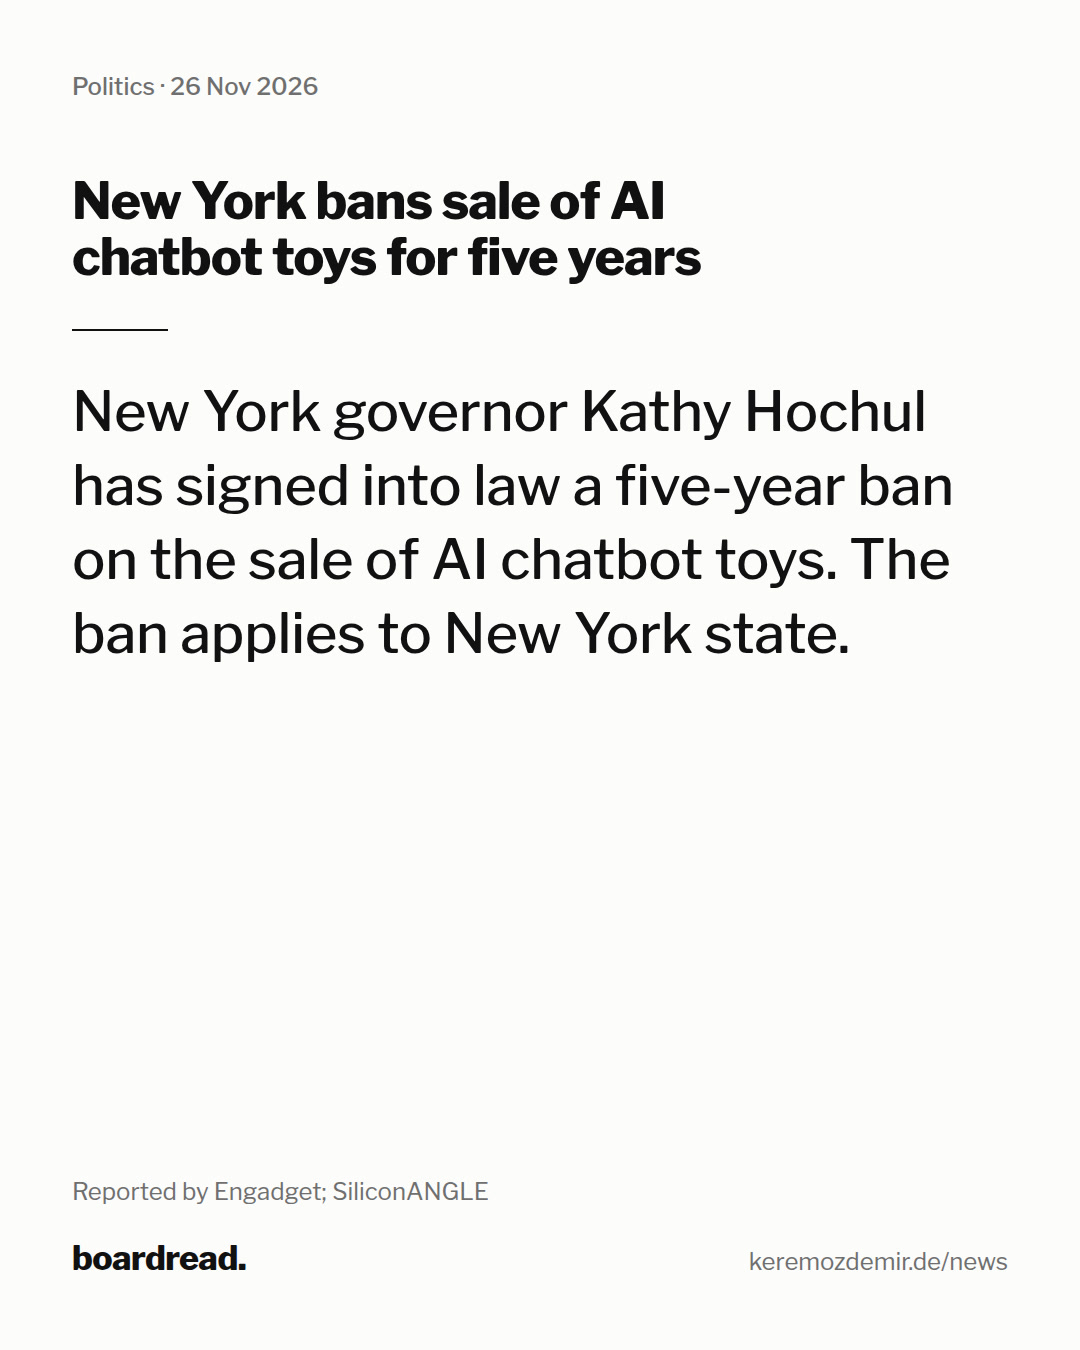 Politics · 26 Nov 2026
New York bans sale of AI
chatbot toys for five years
New York governor Kathy Hochul
has signed into law a five-year ban
on the sale of AI chatbot toys. The
ban applies to New York state.
Reported by Engadget; SiliconANGLE
boardread.
keremozdemir.de/news